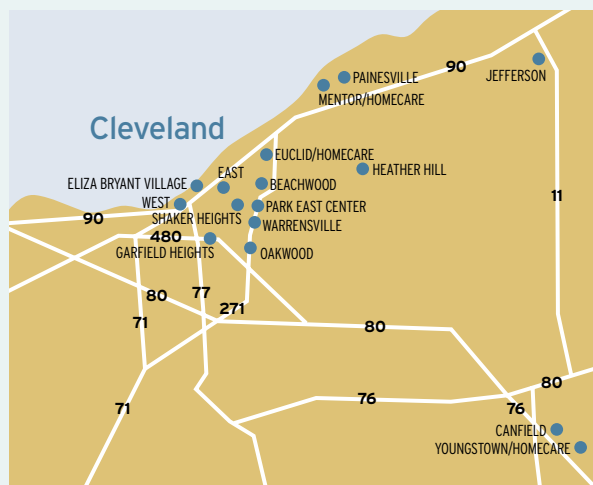 90
PAINESVILLE
JEFFERSON
MENTOR/HOMECARE
Cleveland
EUCLID/HOMECARE
HEATHER HILL
EAST
ELIZA BRYANT VILLAGE
BEACHWOOD
WEST
PARK EAST CENTER
11
90
SHAKER HEIGHTS
WARRENSVILLE
480
GARFIELD HEIGHTS
OAKWOOD
80
77
271
71
80
80
76
71
76
CANFIELD
YOUNGSTOWN/HOMECARE